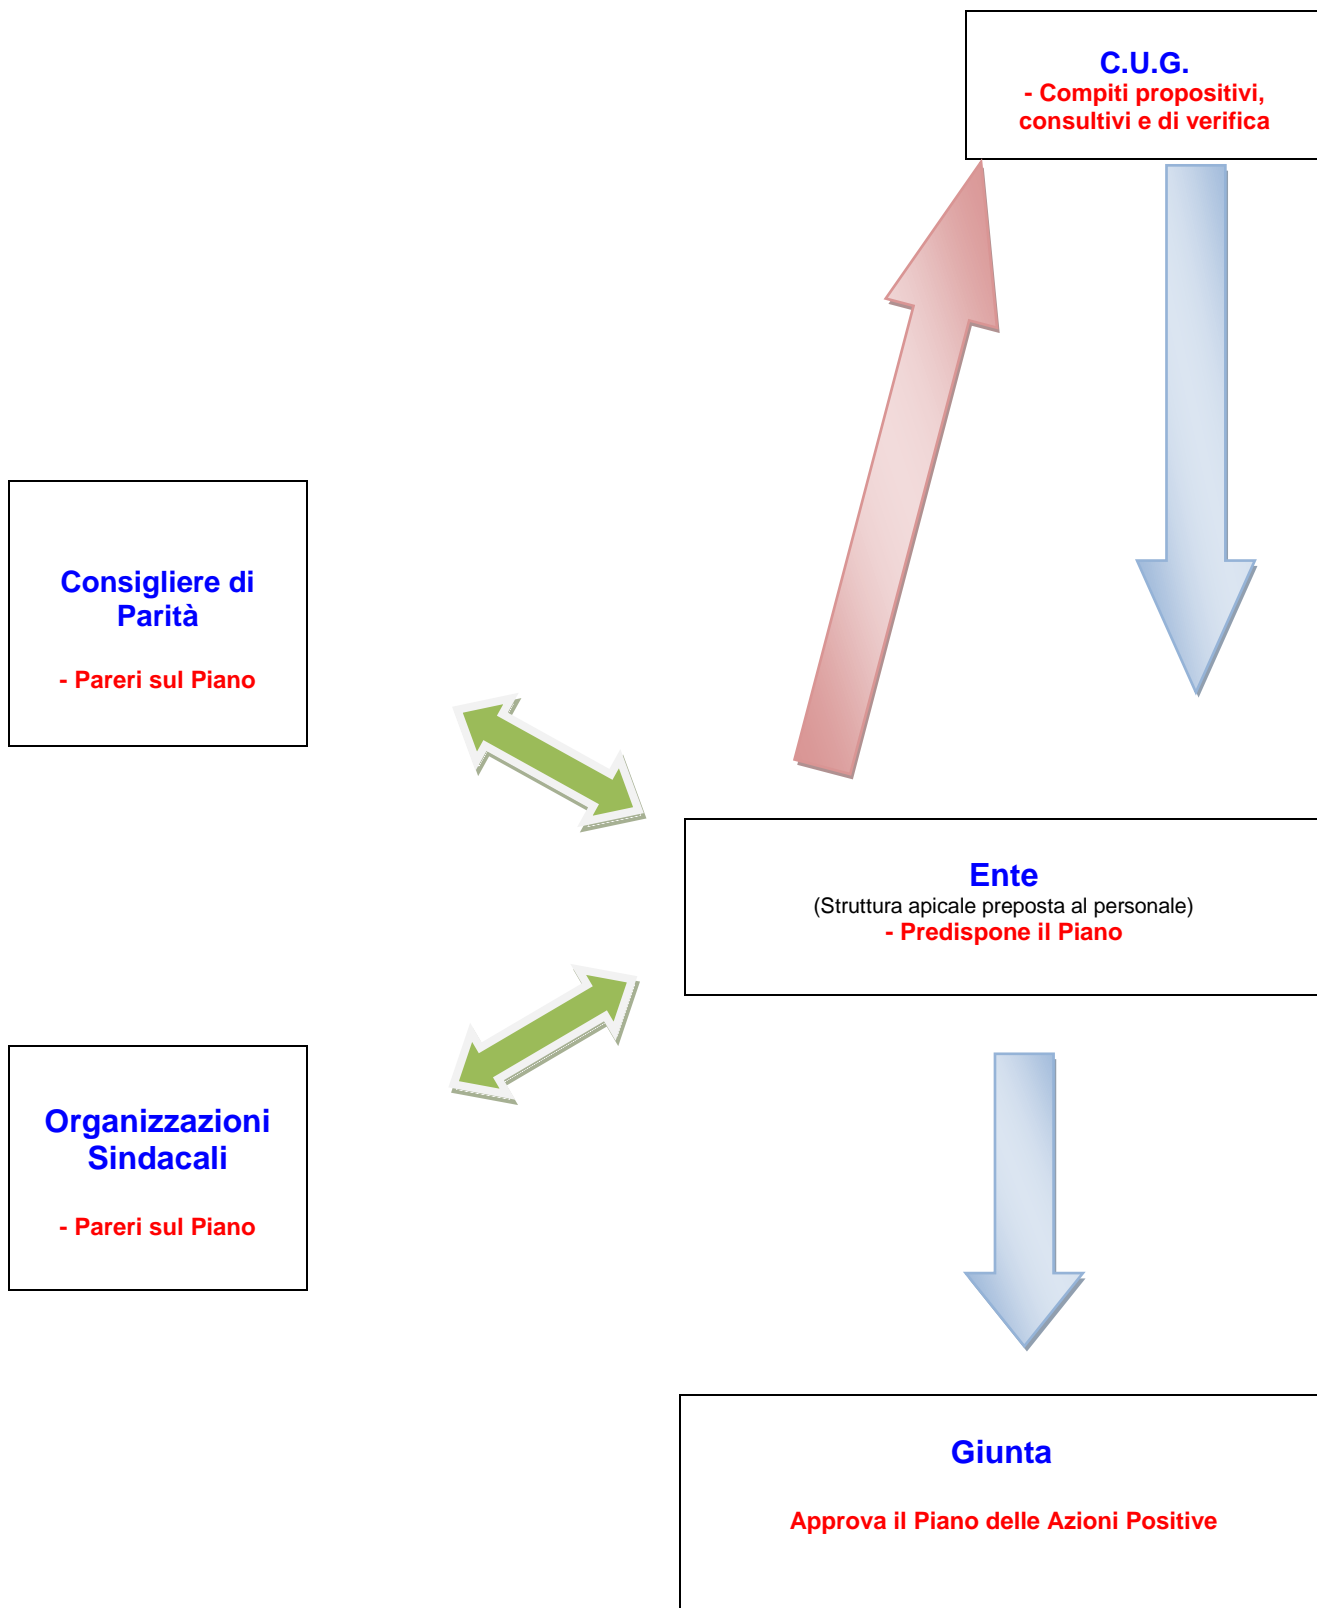 C.U.G.
- Compiti propositivi,
consultivi e di verifica
Consigliere di
Parità
- Pareri sul Piano
Ente
(Struttura apicale preposta al personale)
- Predispone il Piano
Organizzazioni
Sindacali
- Pareri sul Piano
Giunta
Approva il Piano delle Azioni Positive